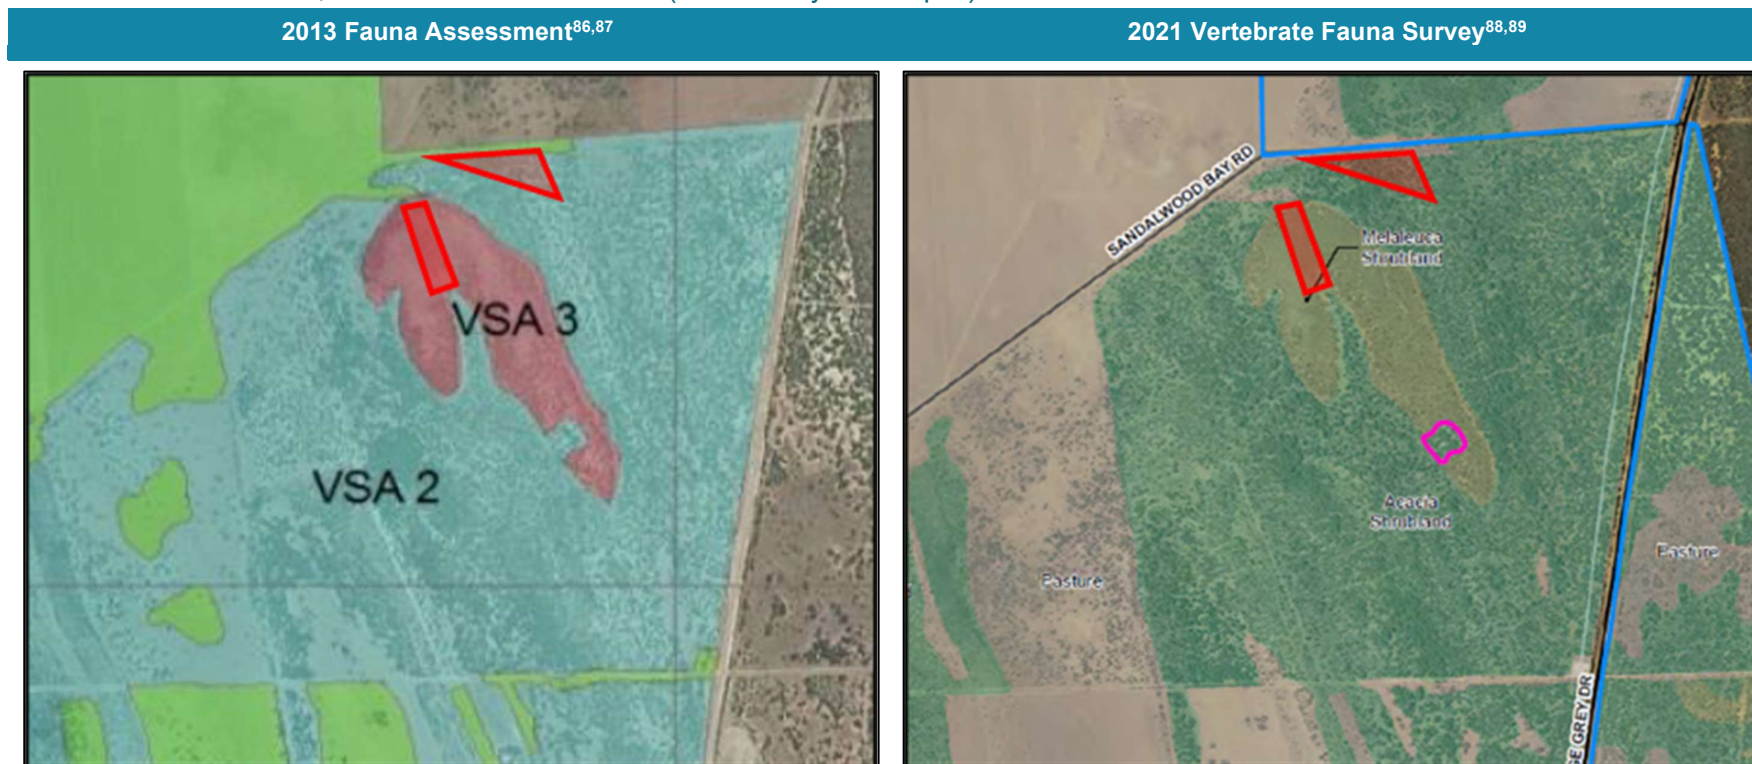 2013 Fauna Assessment86,87
2021 Vertebrate Fauna Survey88,89
SANDALWOOD BAY RD
Melaleuca
Shrubland
VSA 3
VSA 2
Acacia
Shrubland
Pasture
Pasture
GREY DR